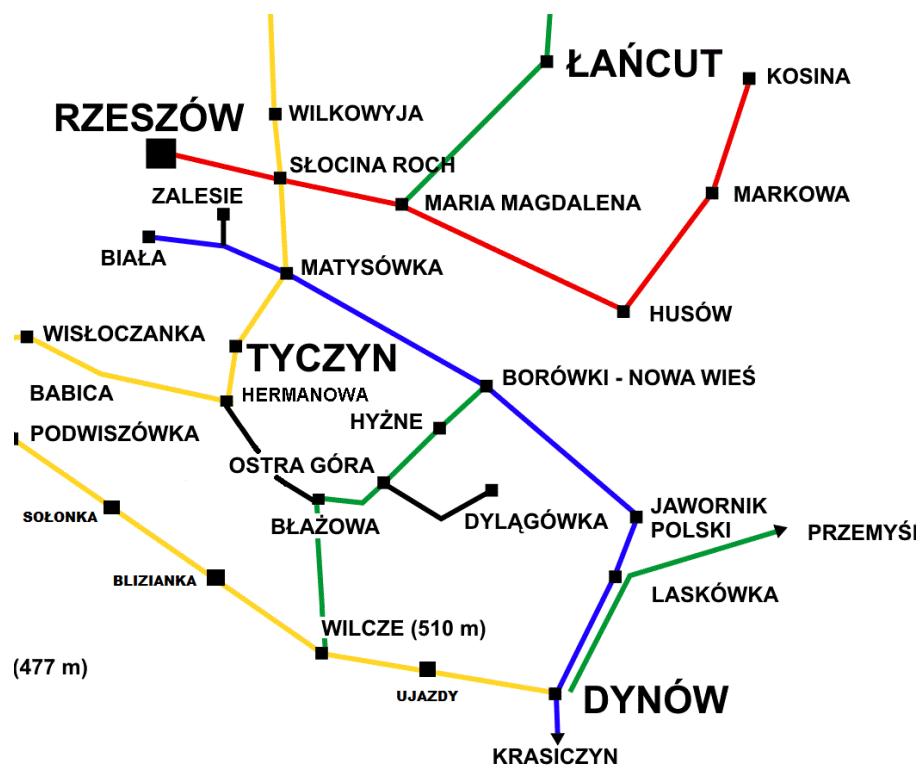 ŁAŃCUT
KOSINA
RZESZÓW
WILKOWYJA
SŁOCINA ROCH
ZALESIE
MARIA MAGDALENA
MARKOWA
BIAŁA
MATYSÓWKA
HUSÓW
WISŁOCZANKA
TYCZYN
BORÓWKI - NOWA WIEŚ
BABICA
HERMANOWA
HYŻNE
PODWISZÓWKA
OSTRA GÓRA
SOŁONKA
BŁAŻOWA
DYLĄGÓWKA
JAWORNIK
POLSKI
PRZEMYŚl
BLIZIANKA
LASKÓWKA
WILCZE (510 m)
(477 m)
UJAZDY
DYNÓW
KRASICZYN